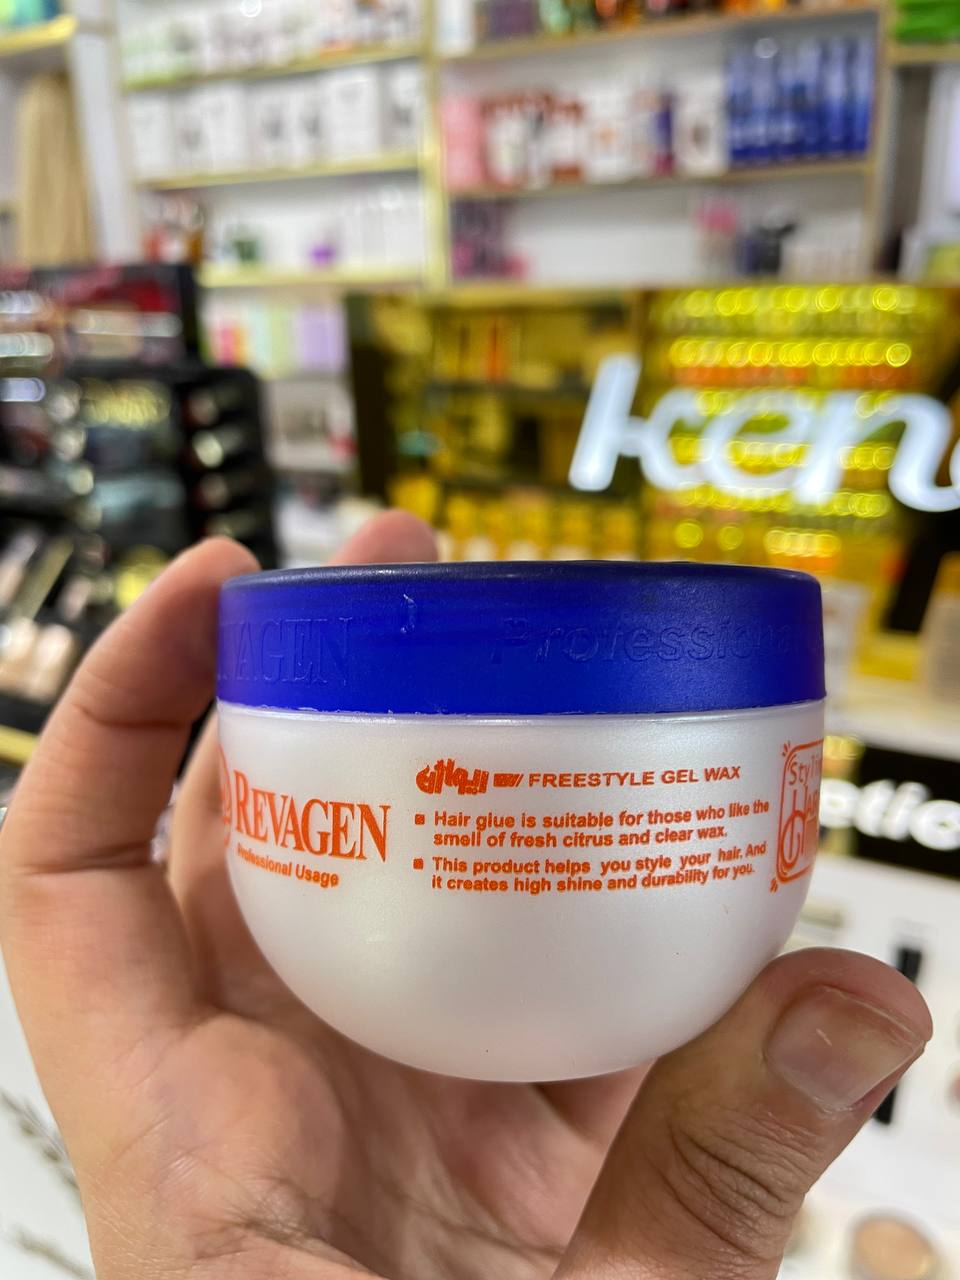 VAGEN Professional
REVAGEN
Professional Usage
FREESTYLE GEL WAX
Hair glue is suitable for those who like the
smell of fresh citrus and clear wax.
This product helps you style your hair. And
it creates high shine and durability for you.